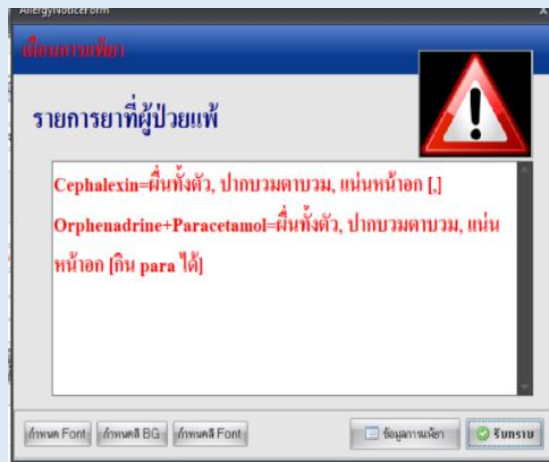 AllergyNoticeForm
เตือนการแพ้ยา
รายการยาที่ผู้ป่วยแพ้
Cephalexin=ผื่นทั้งตัว, ปากบวมตาบวม, แน่นหน้าอก [,]
Orphenadrine+Paracetamol=ผื่นทั้งตัว, ปากบวมตาบวม, แน่น
หน้าอก [กิน para ได้]
กำหนด Font กำหนดสี BG กำหนดสี Font ข้อมูลการแพ้ยา รับทราบ